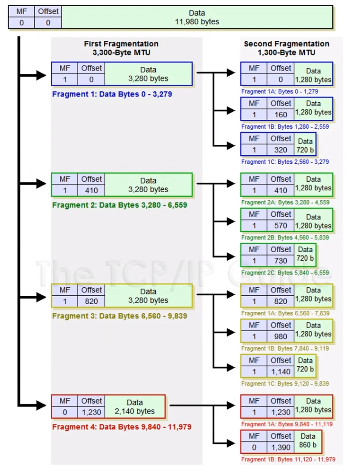 MF Offset Data
0 0 11,980 bytes
First Fragmentation
3,300-Byte MTU
Second Fragmentation
1,300-Byte MTU
MF Offset Data
1 0 3,280 bytes
Fragment 1: Data Bytes 0 - 3,279
MF Offset Data
1 0 1,280 bytes
Fragment 1A: Bytes 0 - 1,279
MF Offset Data
1 160 1,280 bytes
Fragment 1B: Bytes 1,280 - 2,559
MF Offset Data
1 320 720 b
Fragment 1C: Bytes 2,560 - 3,279
MF Offset Data
1 410 3,280 bytes
Fragment 2: Data Bytes 3,280 - 6,559
MF Offset Data
1 410 1,280 bytes
Fragment 2A: Bytes 3,280 - 4,559
MF Offset Data
1 570 1,280 bytes
Fragment 2B: Bytes 4,560 - 5,839
MF Offset Data
1 730 720 b
Fragment 2C: Bytes 5,840 - 6,559
The TCP/IP G
MF Offset Data
1 820 3,280 bytes
Fragment 3: Data Bytes 6,560 - 9,839
MF Offset Data
1 820 1,280 bytes
Fragment 1A: Bytes 6,560 - 7,839
MF Offset Data
1 980 1,280 bytes
Fragment 1B: Bytes 7,840 - 9,119
MF Offset Data
1 1,140 720 b
Fragment 1C: Bytes 9,120 - 9,839
MF Offset Data
0 1,230 2,140 bytes
Fragment 4: Data Bytes 9,840 - 11,979
MF Offset Data
1 1,230 1,280 bytes
Fragment 1A: Bytes 9,840 - 11,119
MF Offset Data
0 1,390 860 b
Fragment 1B: Bytes 11,120 - 11,979